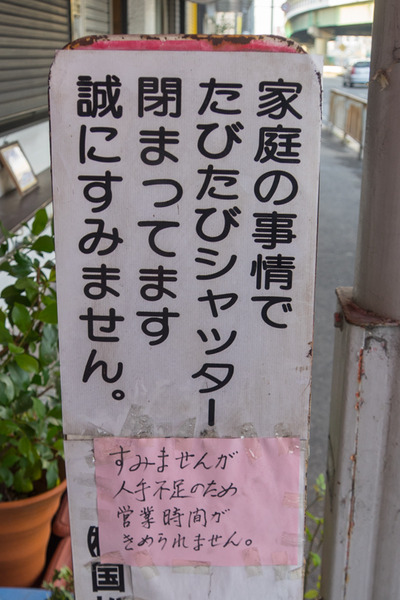 家庭の事情で
たびたびシャッター
閉まってます
誠にすみません。
すみませんが
人手不足のため
営業時間が
きめられません。
国